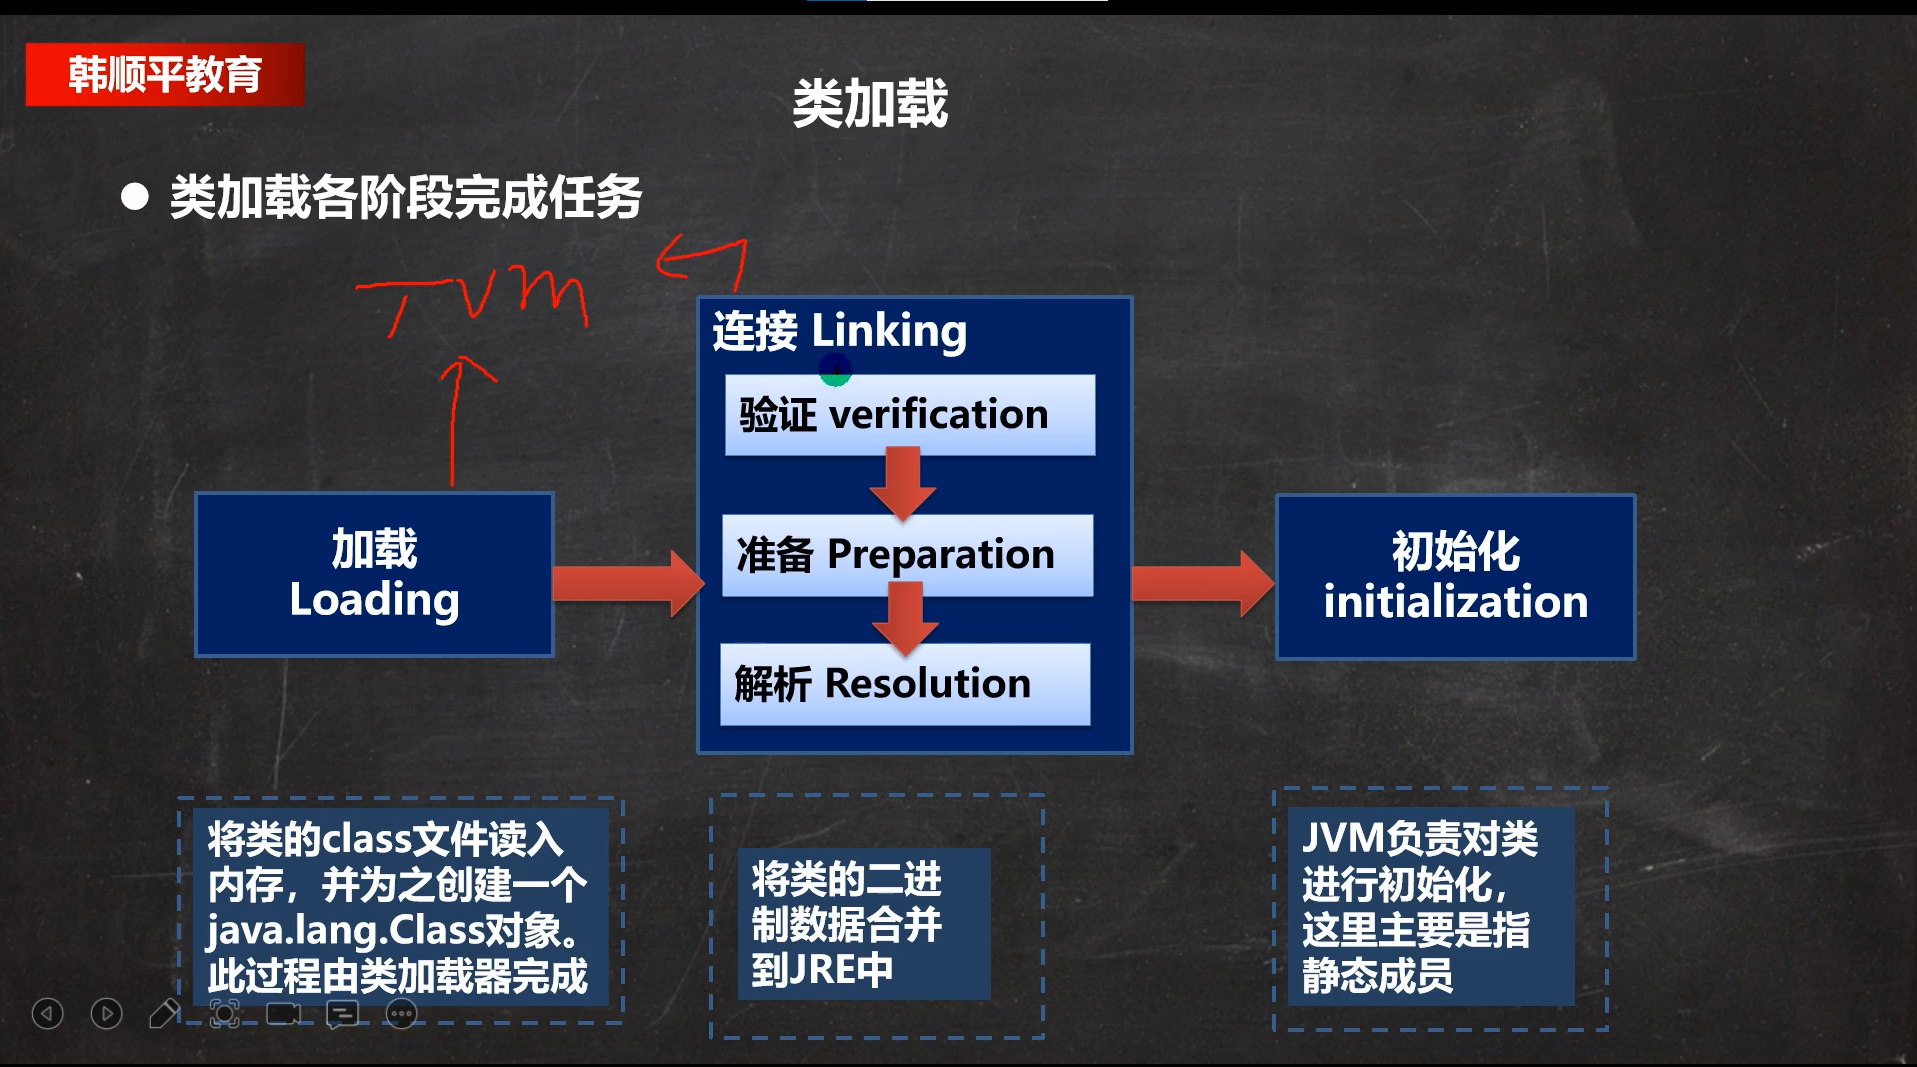 韩顺平教育
类加载
类加载各阶段完成任务
JVM
连接 Linking
验证 verification
准备 Preparation
解析 Resolution
加载
Loading
初始化
initialization
将类的class文件读入
内存，并为之创建一个
java.lang.Class对象。
此过程由类加载器完成
将类的二进
制数据合并
到JRE中
JVM负责对类
进行初始化，
这里主要是指
静态成员